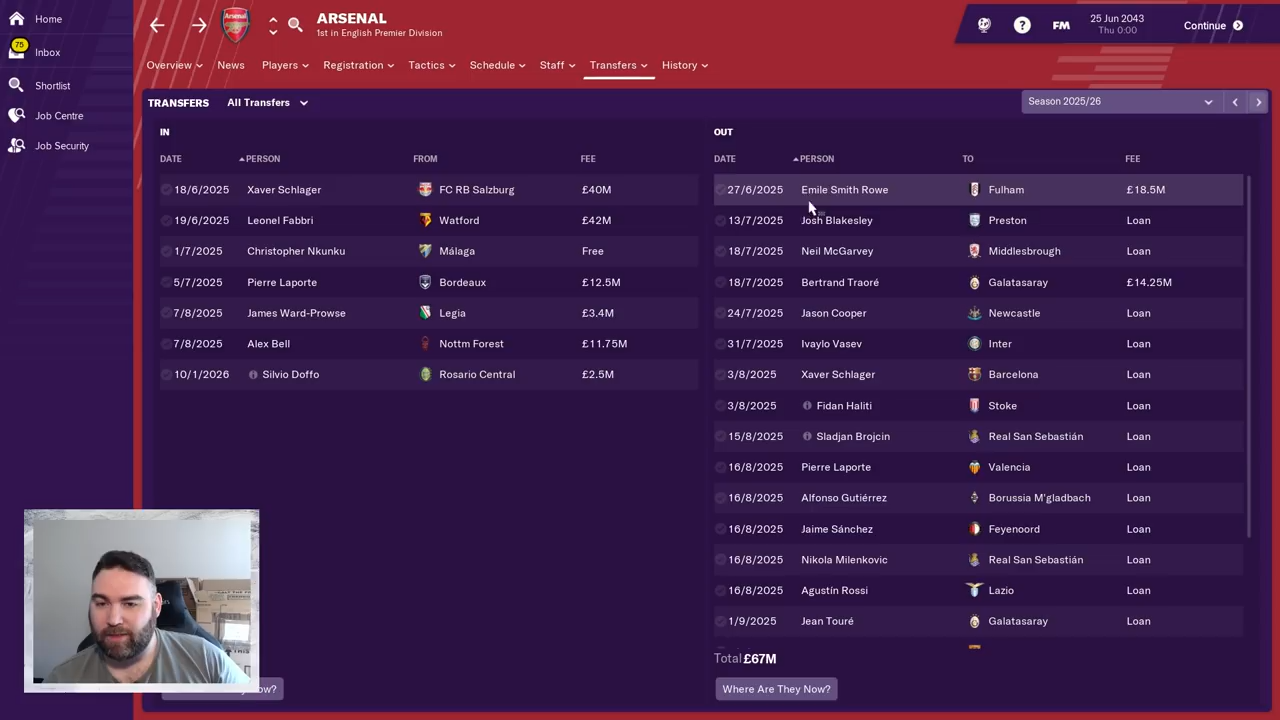 Home
75
Inbox
Shortlist
Job Centre
Job Security
Arsenal
ARSENAL
1st in English Premier Division
?
FM
25 Jun 2043
Thu 0:00
Continue
Overview
News
Players
Registration
Tactics
Schedule
Staff
Transfers
History
TRANSFERS
All Transfers
Season 2025/26
IN
DATE PERSON FROM FEE
18/6/2025 Xaver Schlager FC RB Salzburg £40M
19/6/2025 Leonel Fabbri Watford £42M
1/7/2025 Christopher Nkunku Málaga Free
5/7/2025 Pierre Laporte Bordeaux £12.5M
7/8/2025 James Ward-Prowse Legia £3.4M
7/8/2025 Alex Bell Nottm Forest £11.75M
10/1/2026 Silvio Doffo Rosario Central £2.5M
OUT
DATE PERSON TO FEE
27/6/2025 Emile Smith Rowe Fulham £18.5M
13/7/2025 Josh Blakesley Preston Loan
18/7/2025 Neil McGarvey Middlesbrough Loan
18/7/2025 Bertrand Traoré Galatasaray £14.25M
24/7/2025 Jason Cooper Newcastle Loan
31/7/2025 Ivaylo Vasev Inter Loan
3/8/2025 Xaver Schlager Barcelona Loan
3/8/2025 Fidan Haliti Stoke Loan
15/8/2025 Sladjan Brojcin Real San Sebastián Loan
16/8/2025 Pierre Laporte Valencia Loan
16/8/2025 Alfonso Gutiérrez Borussia M'gladbach Loan
16/8/2025 Jaime Sánchez Feyenoord Loan
16/8/2025 Nikola Milenkovic Real San Sebastián Loan
16/8/2025 Agustín Rossi Lazio Loan
1/9/2025 Jean Touré Galatasaray Loan
Total £67M
Where Are They Now?